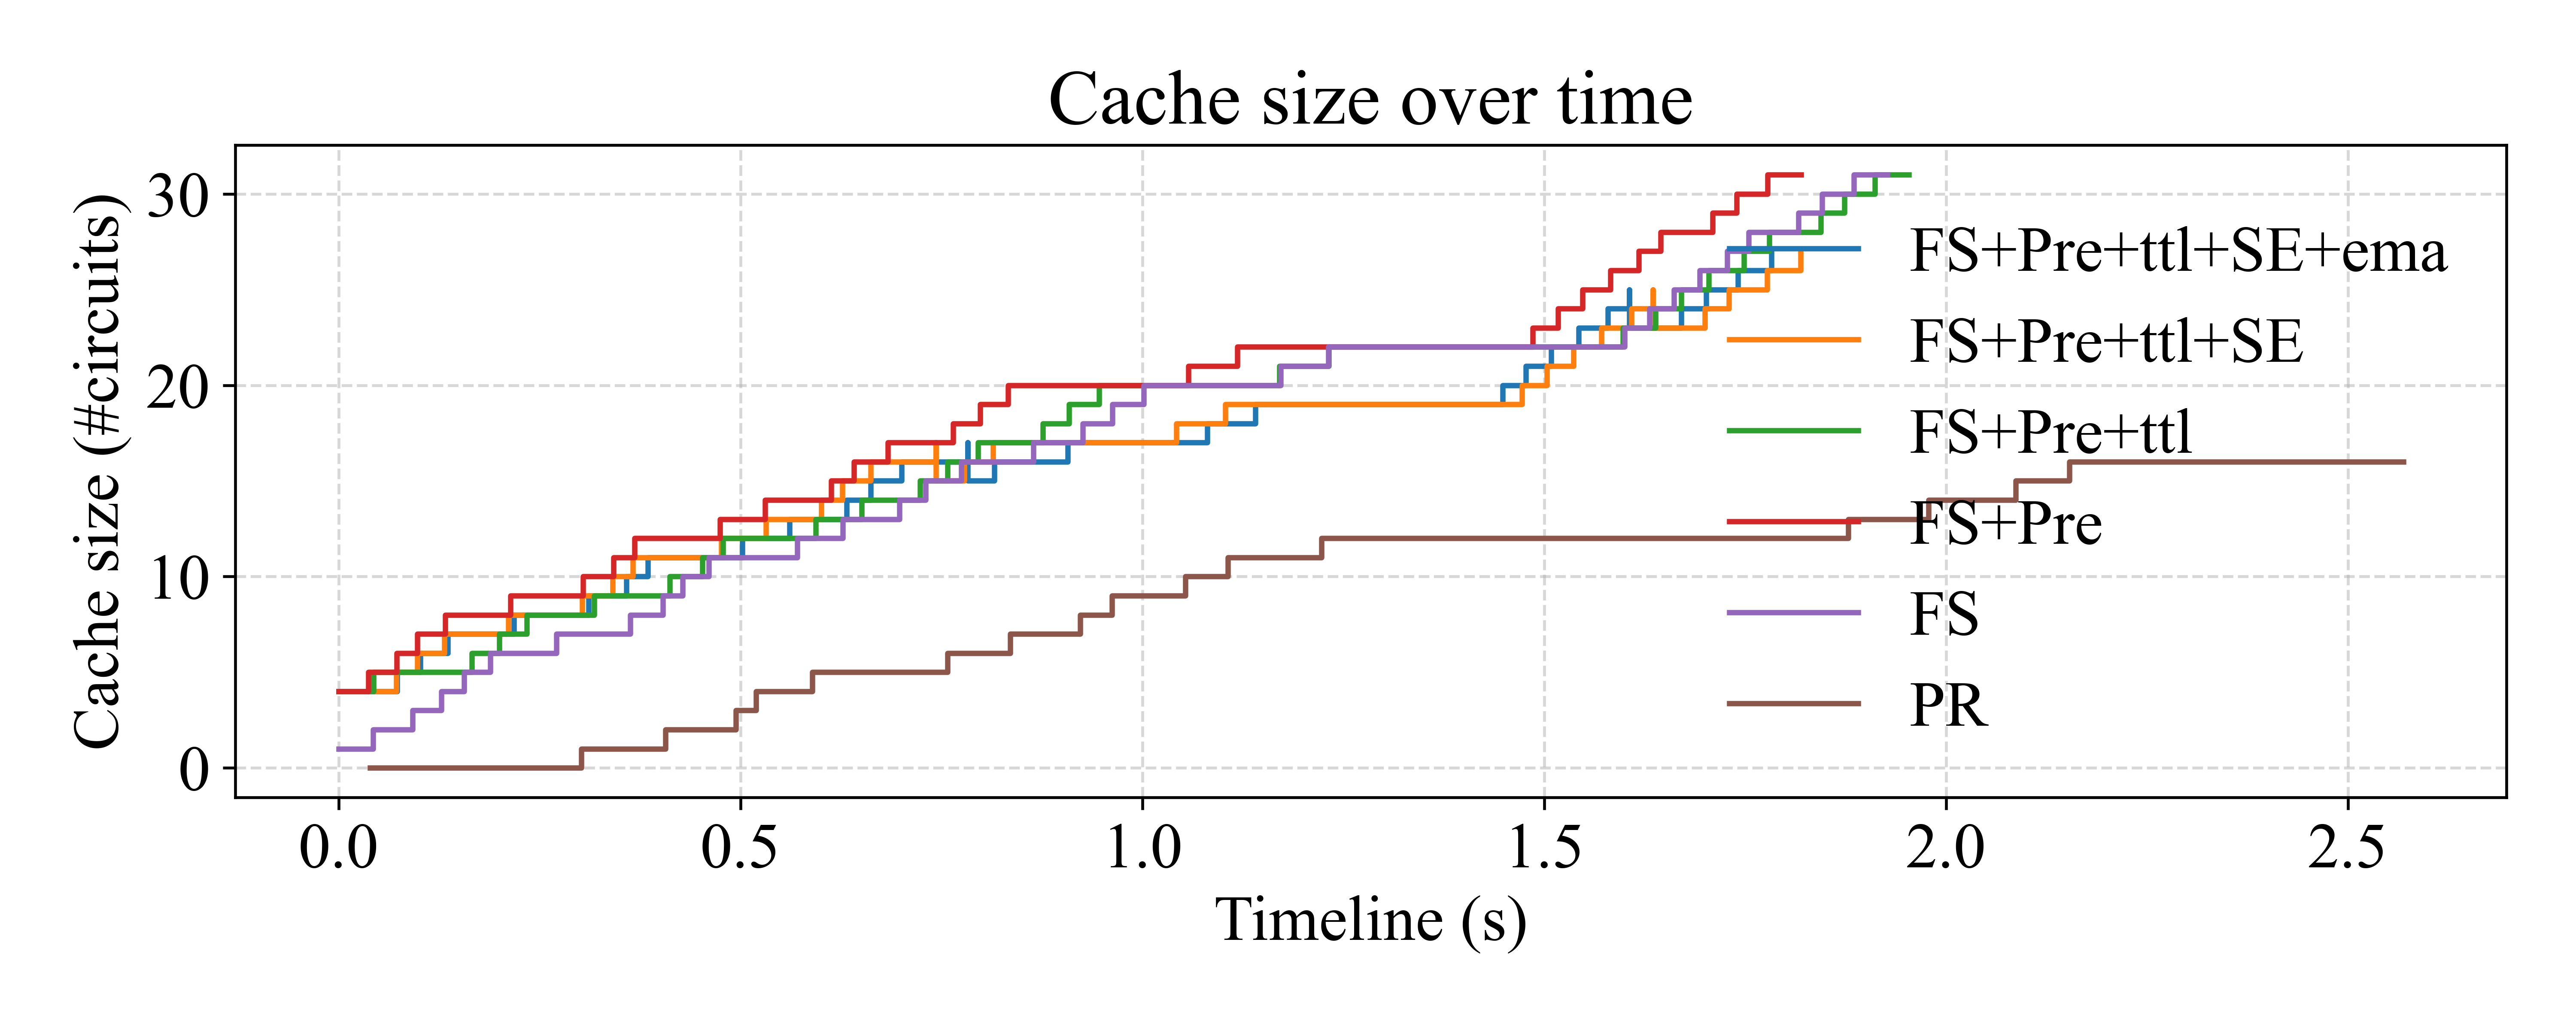 Cache size over time
Cache size (#circuits)
30
20
10
0
FS+Pre+ttl+SE+ema
FS+Pre+ttl+SE
FS+Pre+ttl
FS+Pre
FS
PR
0.0 0.5 1.0 1.5 2.0 2.5
Timeline (s)